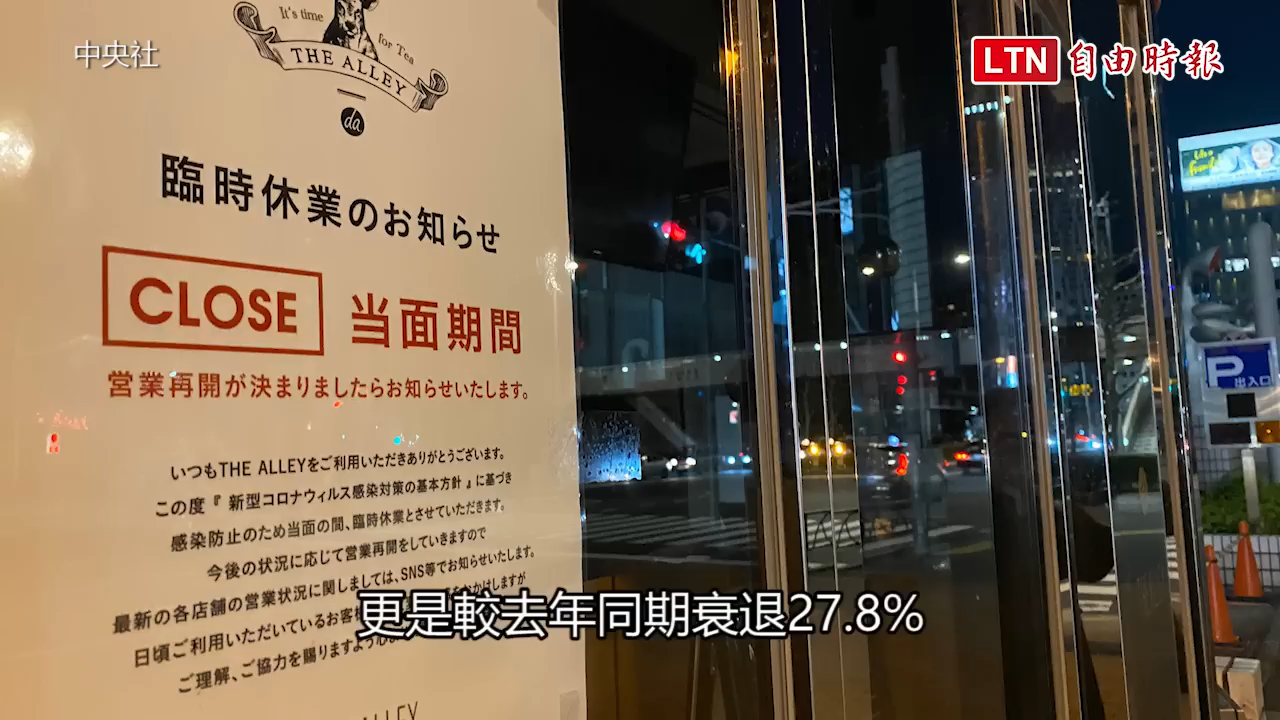 中央社
LTN 自由時報
It's time
for Tea
THE ALLEY
da
臨時休業のお知らせ
CLOSE 当面期間
営業再開が決まりましたらお知らせいたします。
いつもTHE ALLEYをご利用いただきありがとうございます。
この度『 新型コロナウィルス感染対策の基本方針 』に基づき
感染防止のため当面の間、臨時休業とさせていただきます。
今後の状況に応じて営業再開をしていきますので
最新の各店舗の営業状況に関しましては、SNS等でお知らせいたします。
日頃ご利用いただいているお客様
おかけしますが
ご理解、ご協力を賜りますよう
ALLEY
P
出入口
更是較去年同期衰退27.8%